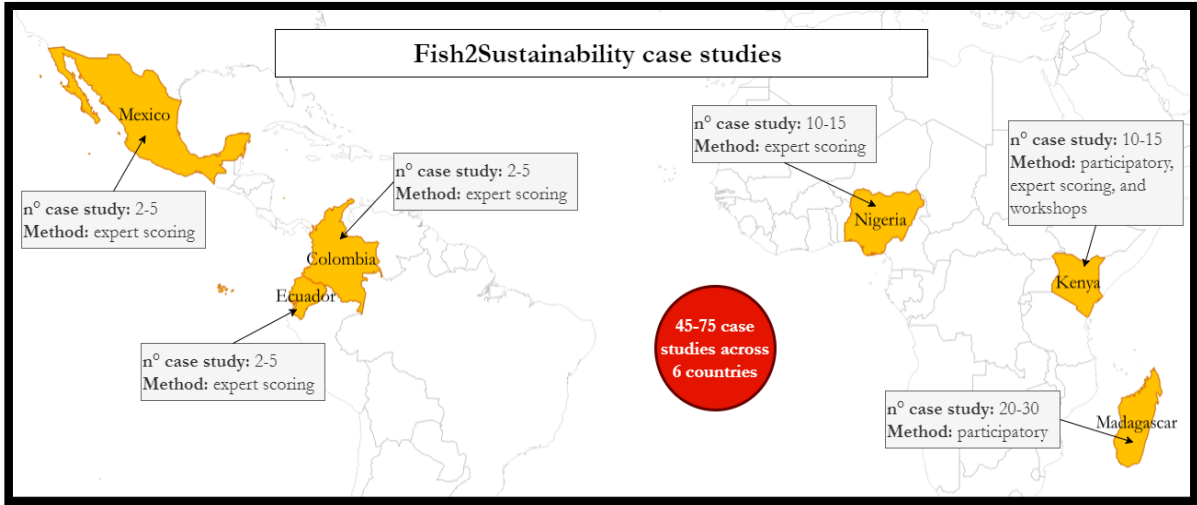 Fish2Sustainability case studies
Mexico
n° case study: 2-5
Method: expert scoring
n° case study: 2-5
Method: expert scoring
Colombia
Ecuador
n° case study: 2-5
Method: expert scoring
n° case study: 10-15
Method: expert scoring
Nigeria
n° case study: 10-15
Method: participatory,
expert scoring, and
workshops
Kenya
45-75 case
studies across
6 countries
n° case study: 20-30
Method: participatory
Madagascar